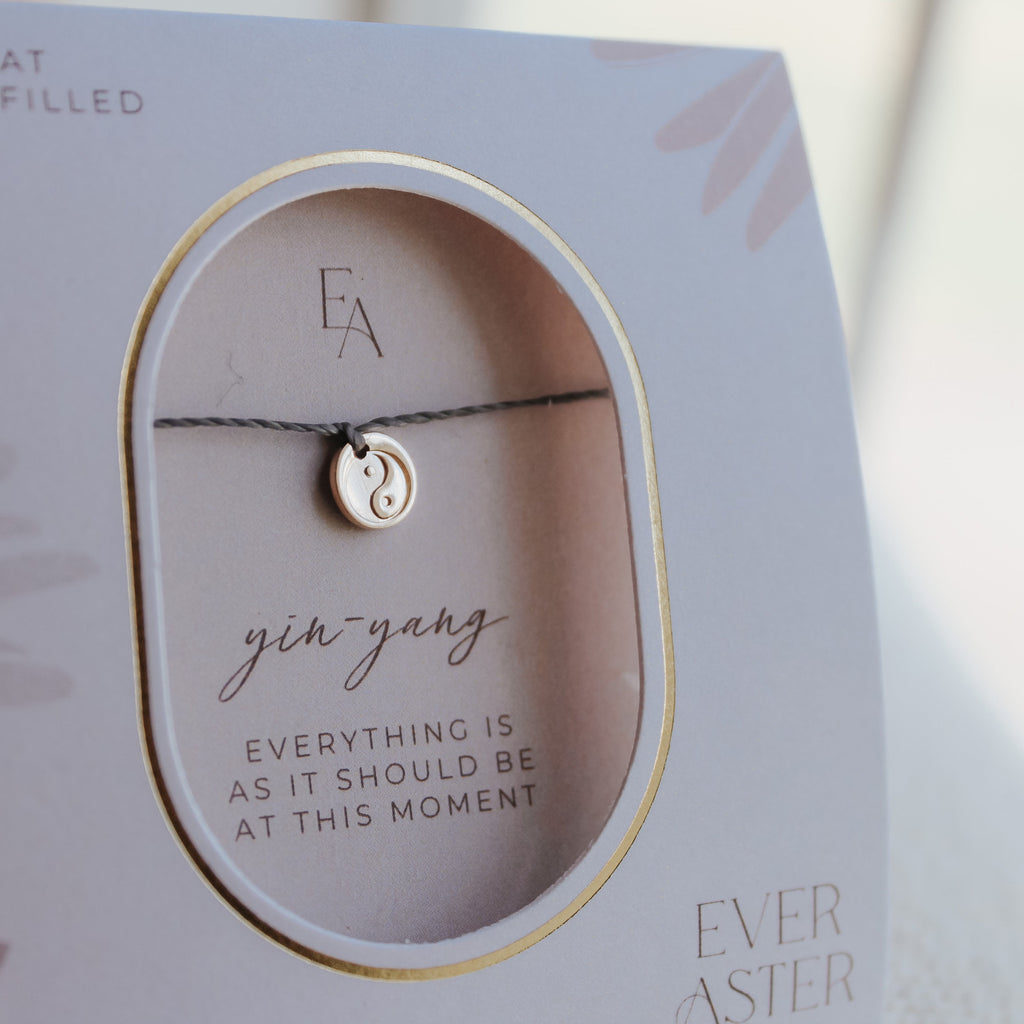 AT
FILLED
EA
yin-yang
EVERYTHING IS
AS IT SHOULD BE
AT THIS MOMENT
EVER
ASTER